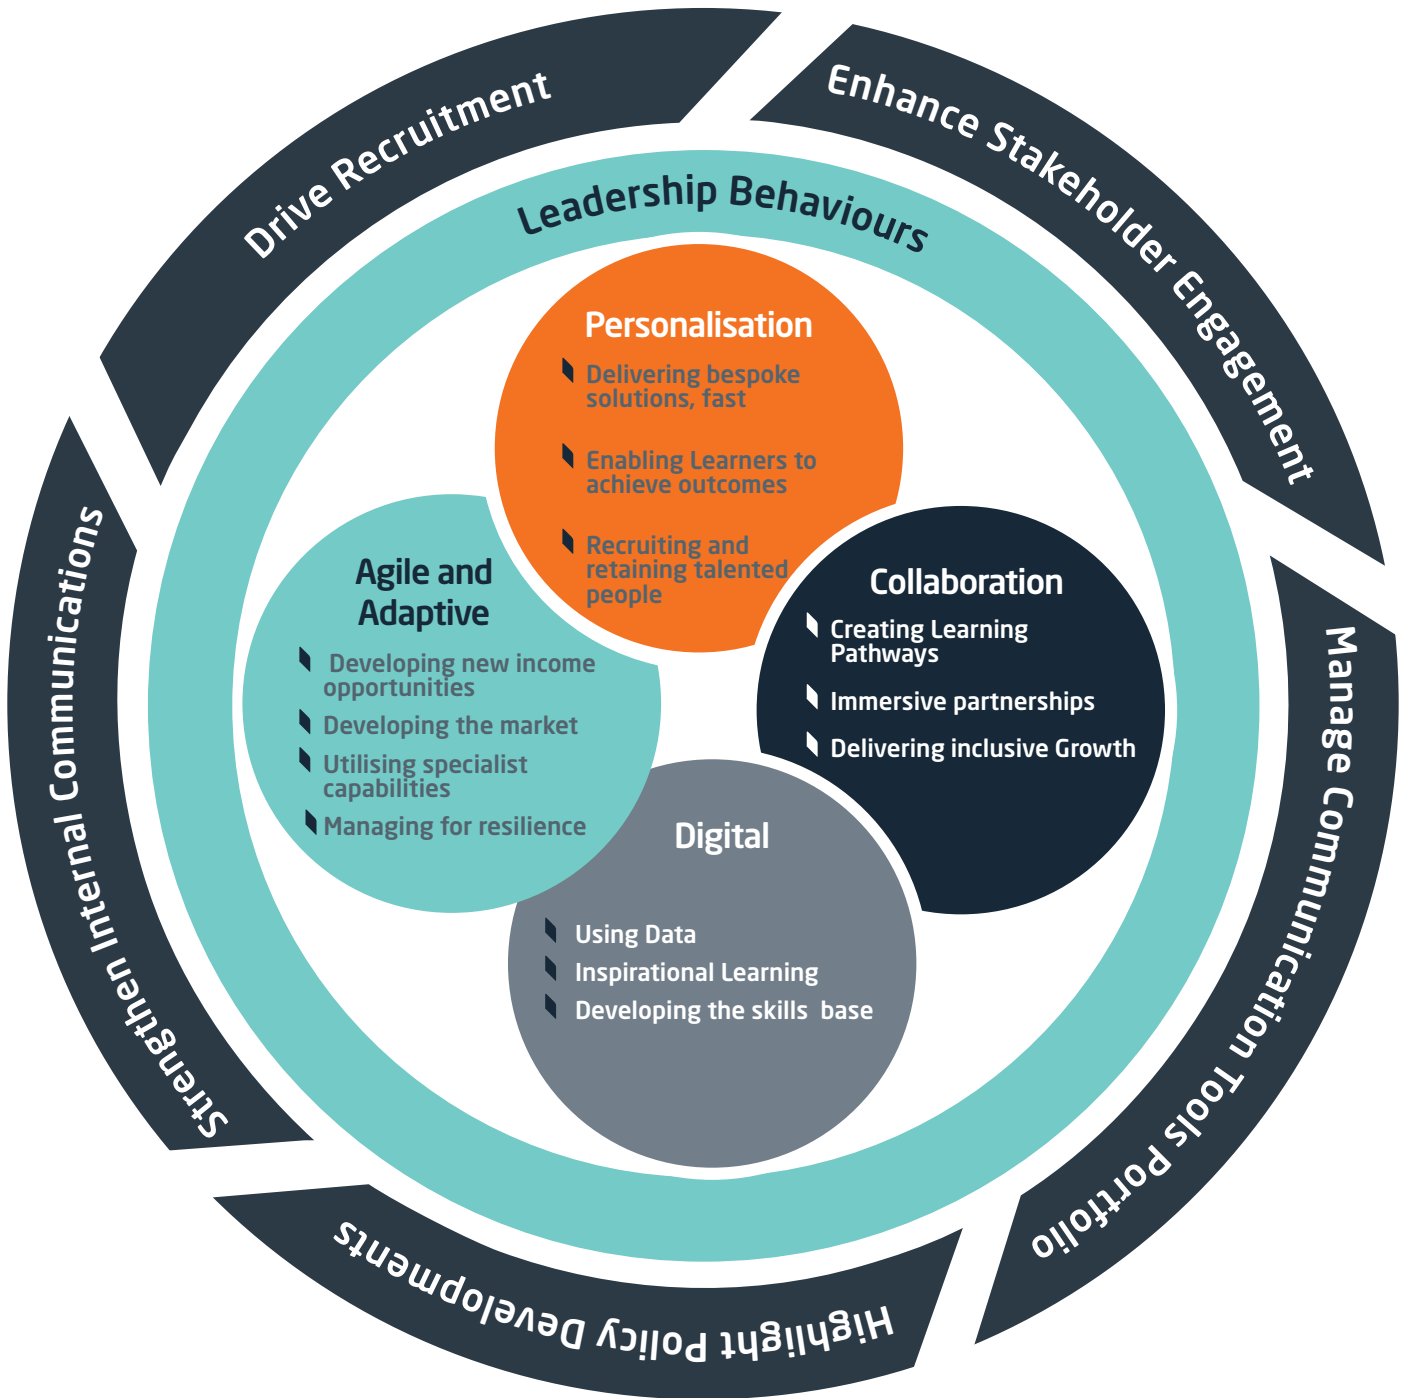 Drive Recruitment
Enhance Stakeholder Engagement
Manage Communication Tools Portfolio
Highlight Policy Developments
Strengthen Internal Communications
Leadership Behaviours
Personalisation
Delivering bespoke
solutions, fast
Enabling Learners to
achieve outcomes
Recruiting and
retaining talented
people
Agile and
Adaptive
Developing new income
opportunities
Developing the market
Utilising specialist
capabilities
Managing for resilience
Collaboration
Creating Learning
Pathways
Immersive partnerships
Delivering inclusive Growth
Digital
Using Data
Inspirational Learning
Developing the skills base